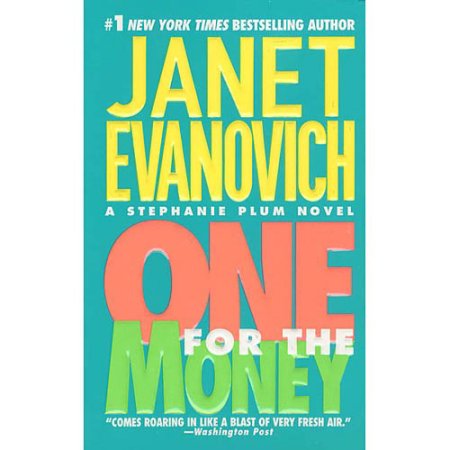 #1 NEW YORK TIMES BESTSELLING AUTHOR
JANET
EVANOVICH
A STEPHANIE PLUM NOVEL
ONE
FOR THE
MONEY
"COMES ROARING IN LIKE A BLAST OF VERY FRESH AIR."
—Washington Post